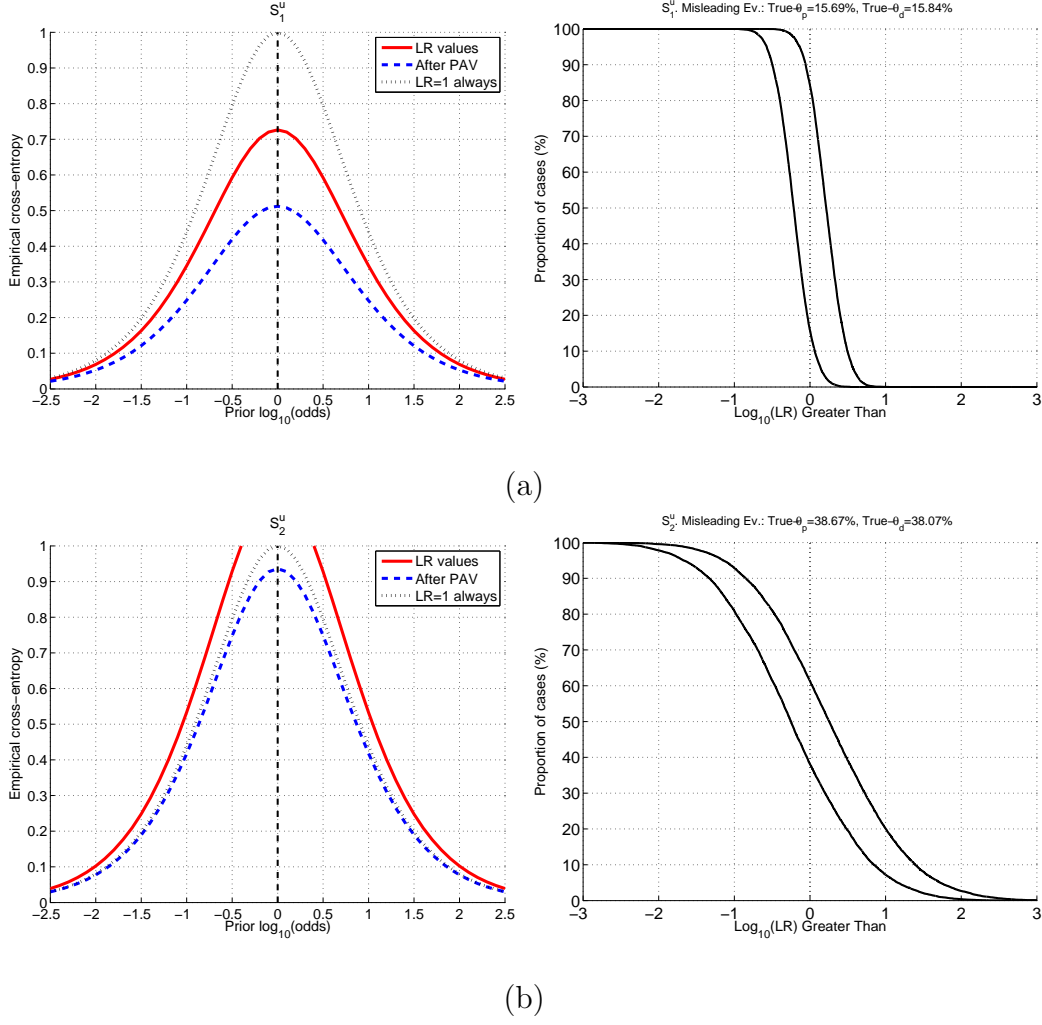 S₁ᵘ
Empirical cross−entropy
1
0.9
0.8
0.7
0.6
0.5
0.4
0.3
0.2
0.1
0
LR values
After PAV
LR=1 always
−2.5 −2 −1.5 −1 −0.5 0 0.5 1 1.5 2 2.5
Prior log₁₀(odds)
S₁ᵘ. Misleading Ev.: True−θₚ=15.69%, True−θd=15.84%
Proportion of cases (%)
100
90
80
70
60
50
40
30
20
10
0
−3 −2 −1 0 1 2 3
Log₁₀(LR) Greater Than
(a)
S₂ᵘ
Empirical cross−entropy
1
0.9
0.8
0.7
0.6
0.5
0.4
0.3
0.2
0.1
0
LR values
After PAV
LR=1 always
−2.5 −2 −1.5 −1 −0.5 0 0.5 1 1.5 2 2.5
Prior log₁₀(odds)
S₂ᵘ. Misleading Ev.: True−θₚ=38.67%, True−θd=38.07%
Proportion of cases (%)
100
90
80
70
60
50
40
30
20
10
0
−3 −2 −1 0 1 2 3
Log₁₀(LR) Greater Than
(b)